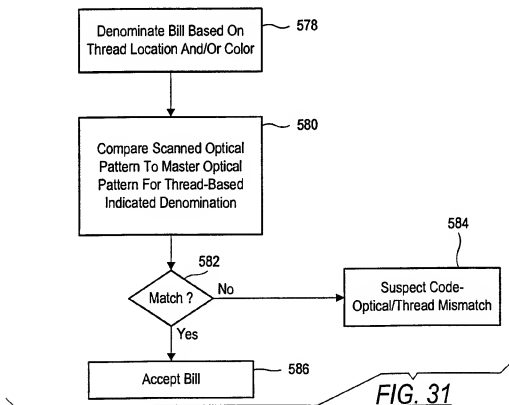 Denominate Bill Based On
Thread Location And/Or Color
578
580
Compare Scanned Optical
Pattern To Master Optical
Pattern For Thread-Based
Indicated Denomination
582
584
Match ?
No
Suspect Code-
Optical/Thread Mismatch
Yes
Accept Bill
586
FIG. 31